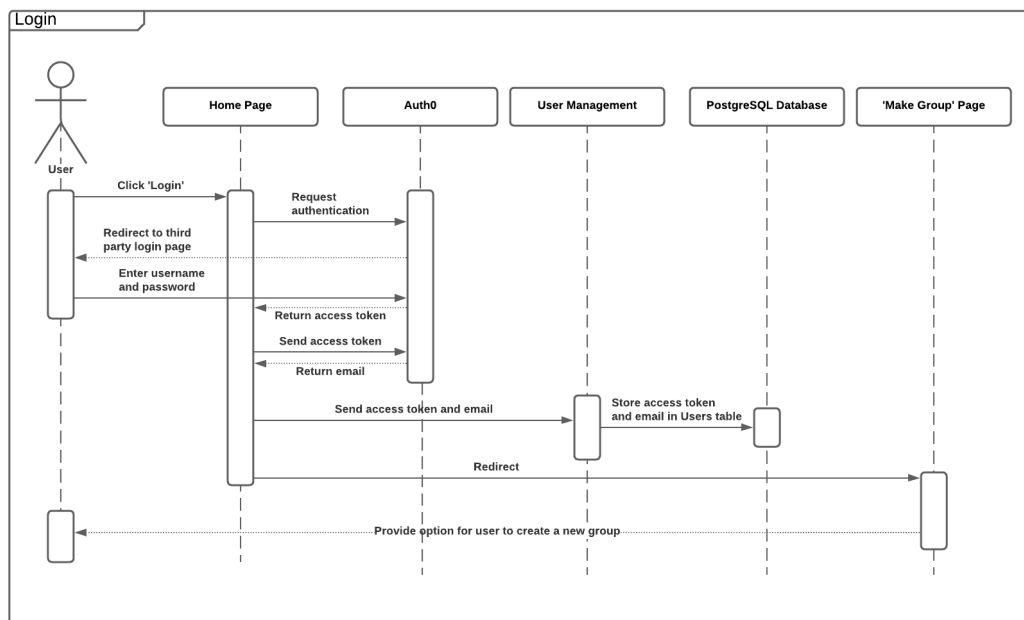 Login
Home Page
Auth0
User Management
PostgreSQL Database
'Make Group' Page
User
Click 'Login'
Request
authentication
Redirect to third
party login page
Enter username
and password
Return access token
Send access token
Return email
Send access token and email
Store access token
and email in Users table
Redirect
Provide option for user to create a new group